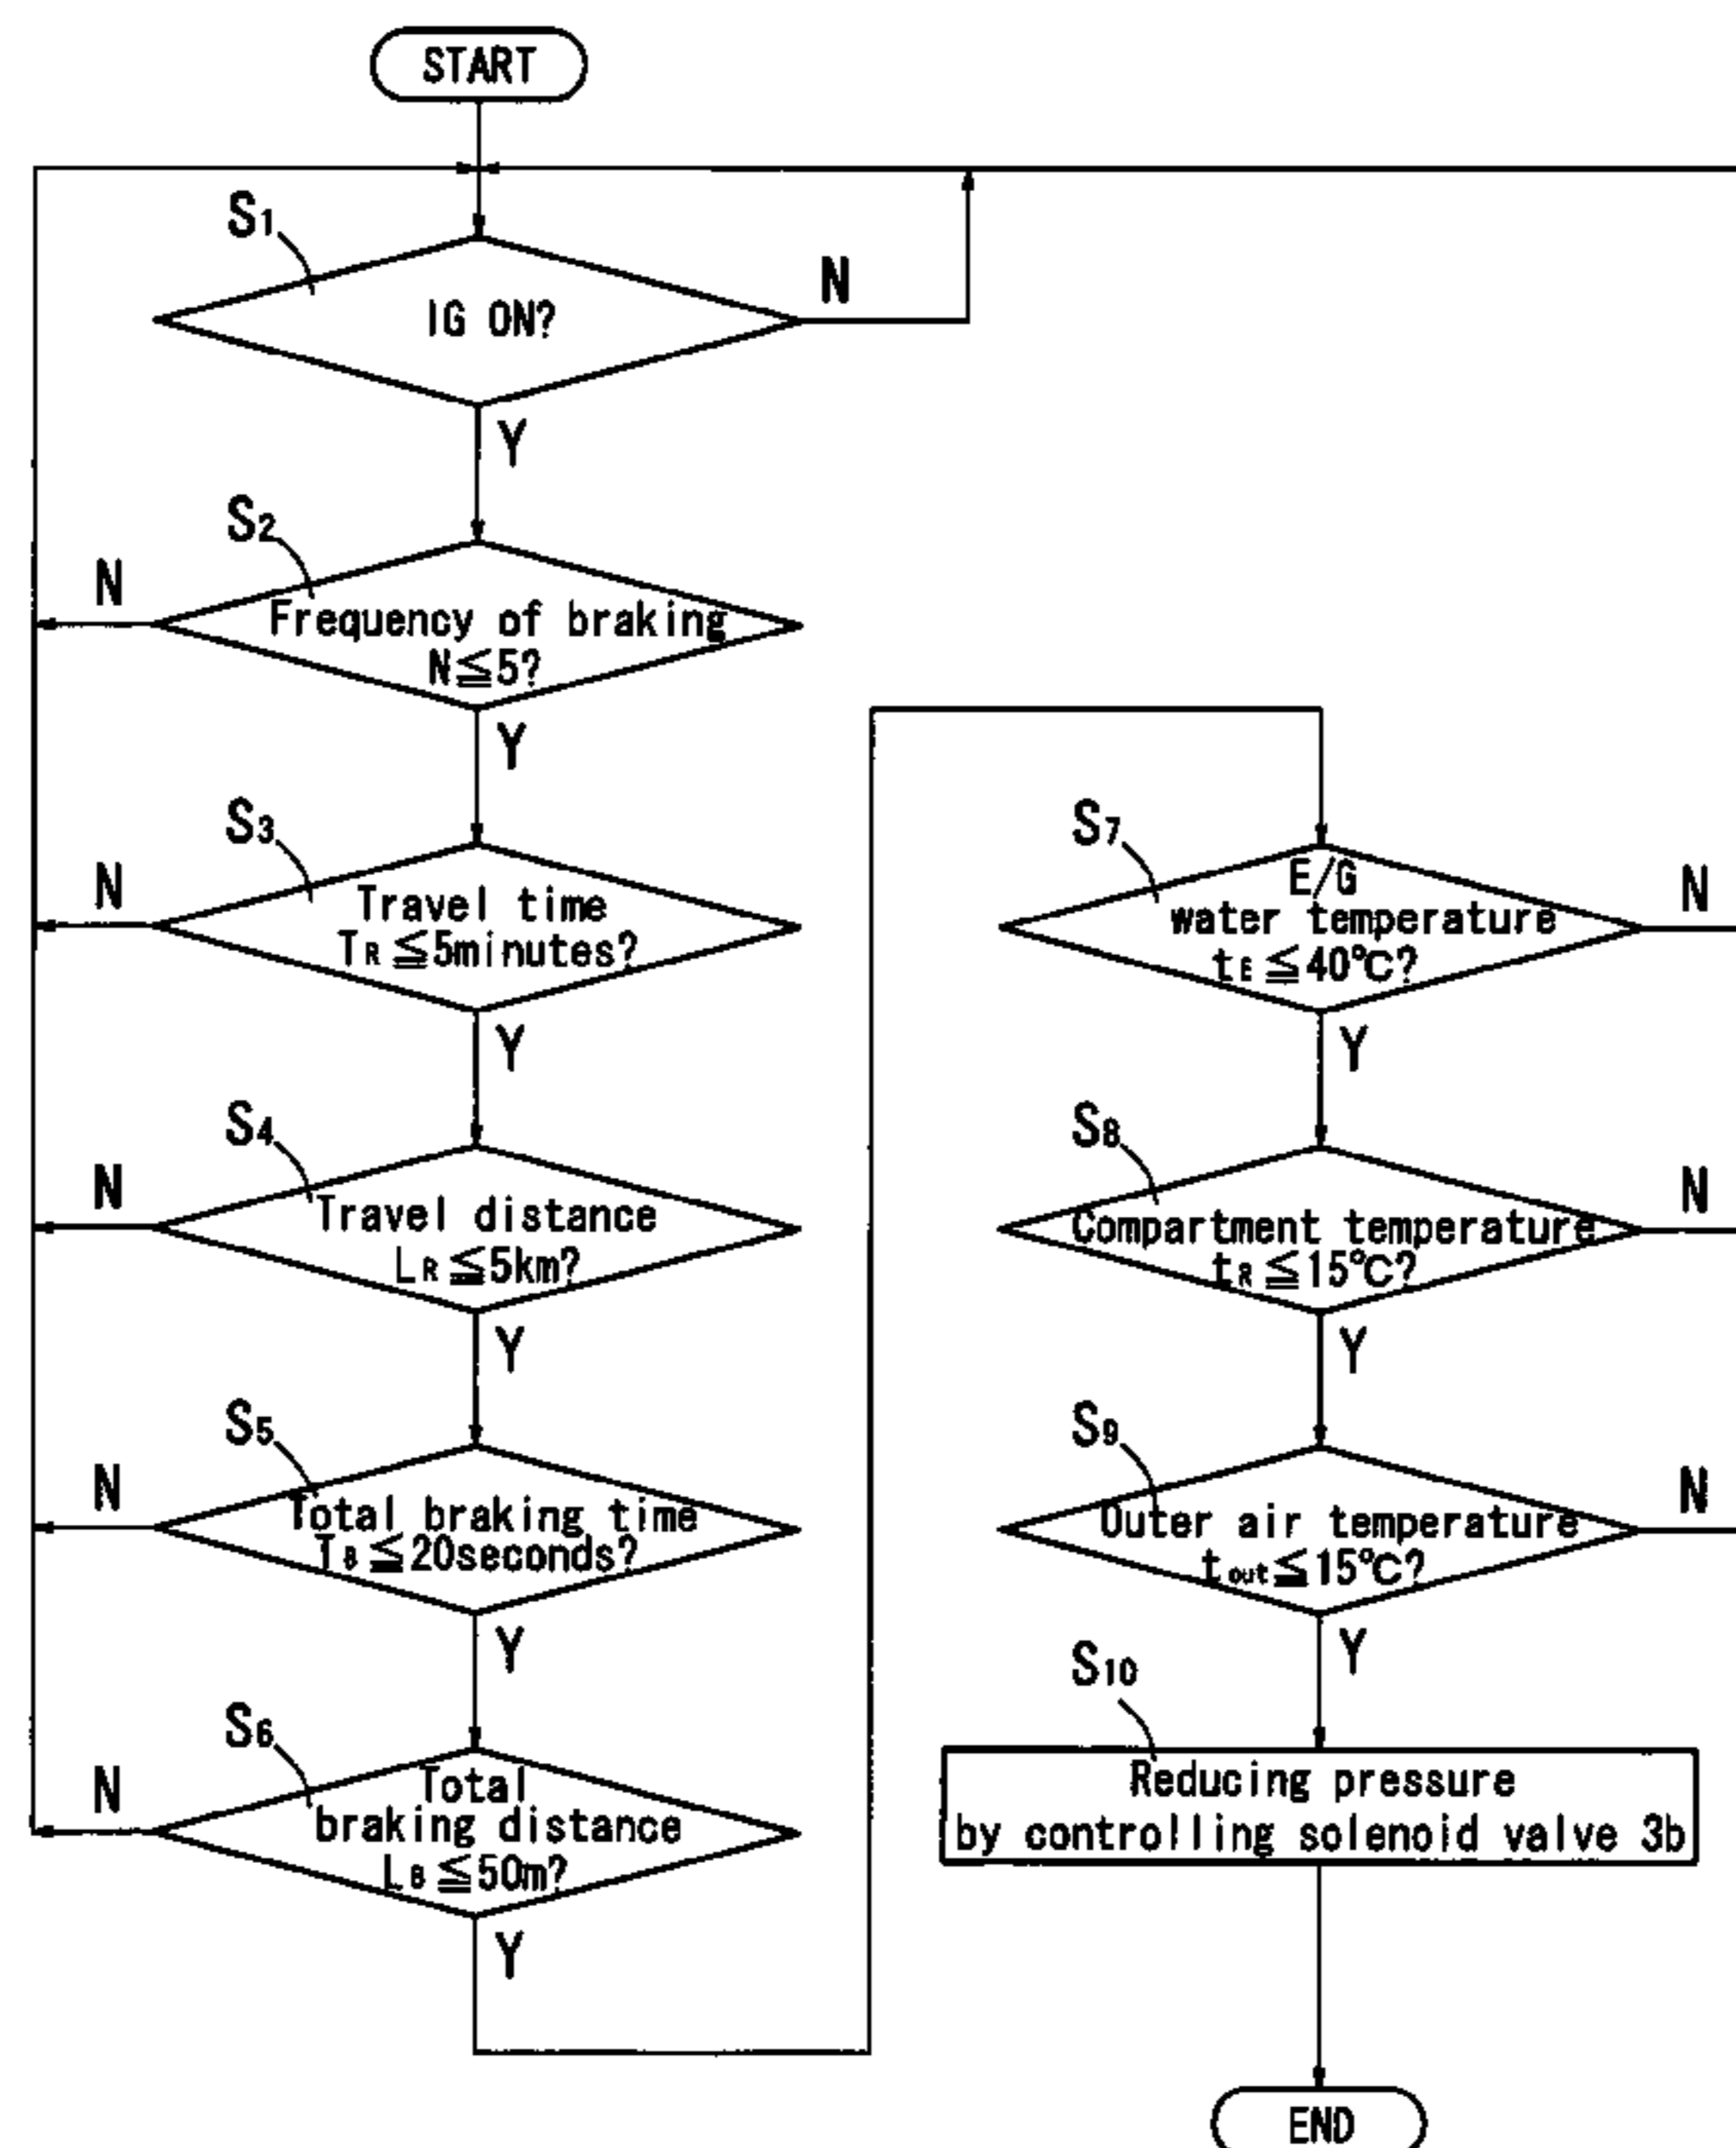 START
S1
IG ON?
N
Y
S2
N
Frequency of braking
N≦5?
Y
S3
N
Travel time
TR≦5minutes?
Y
S4
N
Travel distance
LR≦5km?
Y
S5
N
Total braking time
TB≦20seconds?
Y
S6
N
Total
braking distance
LB≦50m?
Y
S7
E/G
water temperature
tE≦40℃?
N
Y
S8
Compartment temperature
tR≦15℃?
N
Y
S9
Outer air temperature
tout≦15℃?
N
Y
S10
Reducing pressure
by controlling solenoid valve 3b
END